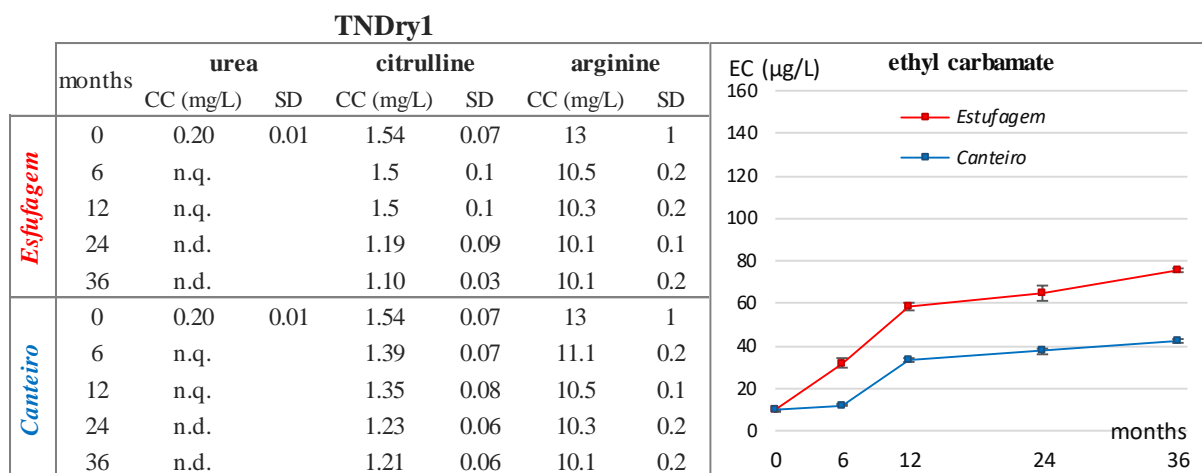 TNDry1
months urea citrulline arginine
CC (mg/L) SD CC (mg/L) SD CC (mg/L) SD
Esfufagem
0 0.20 0.01 1.54 0.07 13 1
6 n.q. 1.5 0.1 10.5 0.2
12 n.q. 1.5 0.1 10.3 0.2
24 n.d. 1.19 0.09 10.1 0.1
36 n.d. 1.10 0.03 10.1 0.2
Canteiro
0 0.20 0.01 1.54 0.07 13 1
6 n.q. 1.39 0.07 11.1 0.2
12 n.q. 1.35 0.08 10.5 0.1
24 n.d. 1.23 0.06 10.3 0.2
36 n.d. 1.21 0.06 10.1 0.2
EC (µg/L) ethyl carbamate
160
140
120
100
80
60
40
20
0
Estufagem
Canteiro
months
0 6 12 24 36